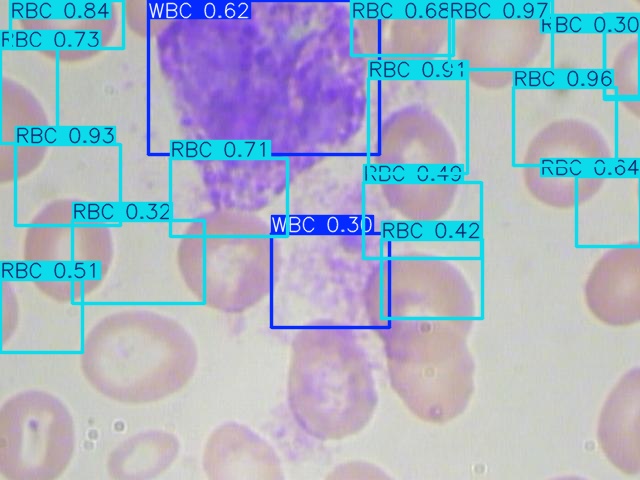 RBC 0.84
WBC 0.62
RBC 0.68
RBC 0.97
RBC 0.30
RBC 0.73
RBC 0.91
RBC 0.96
RBC 0.93
RBC 0.71
RBC 0.49
RBC 0.64
RBC 0.32
WBC 0.30
RBC 0.42
RBC 0.51